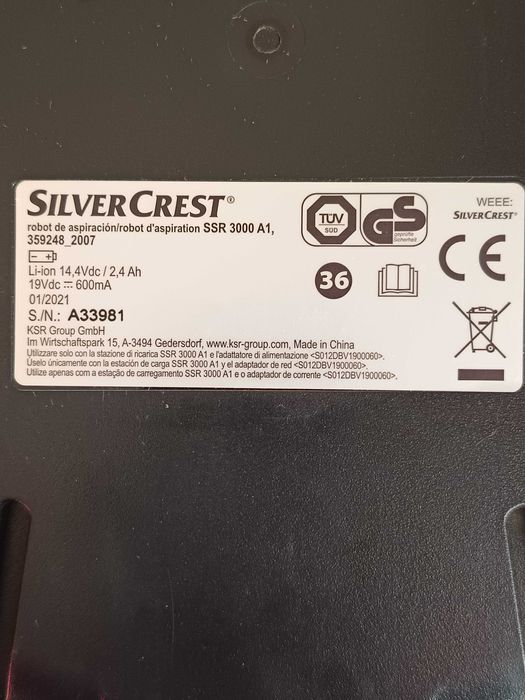 SILVERCREST®
robot de aspiración/robot d'aspiration SSR 3000 A1,
359248_2007
- +
Li-ion 14,4Vdc / 2,4 Ah
19Vdc ⎓ 600mA
01/2021
S./N.: A33981
KSR Group GmbH
Im Wirtschaftspark 15, A-3494 Gedersdorf, www.ksr-group.com, Made in China
Utilizzare solo con la stazione di ricarica SSR 3000 A1 e l'adattatore di alimentazione <S012DBV1900060>.
Úselo únicamente con la estación de carga SSR 3000 A1 y el adaptador de red <S012DBV1900060>.
Utilize apenas com a estação de carregamento SSR 3000 A1 e o adaptador de corrente <S012DBV1900060>.
TÜV
SÜD
GS
geprüfte
Sicherheit
36
WEEE:
SILVERCREST®
CE